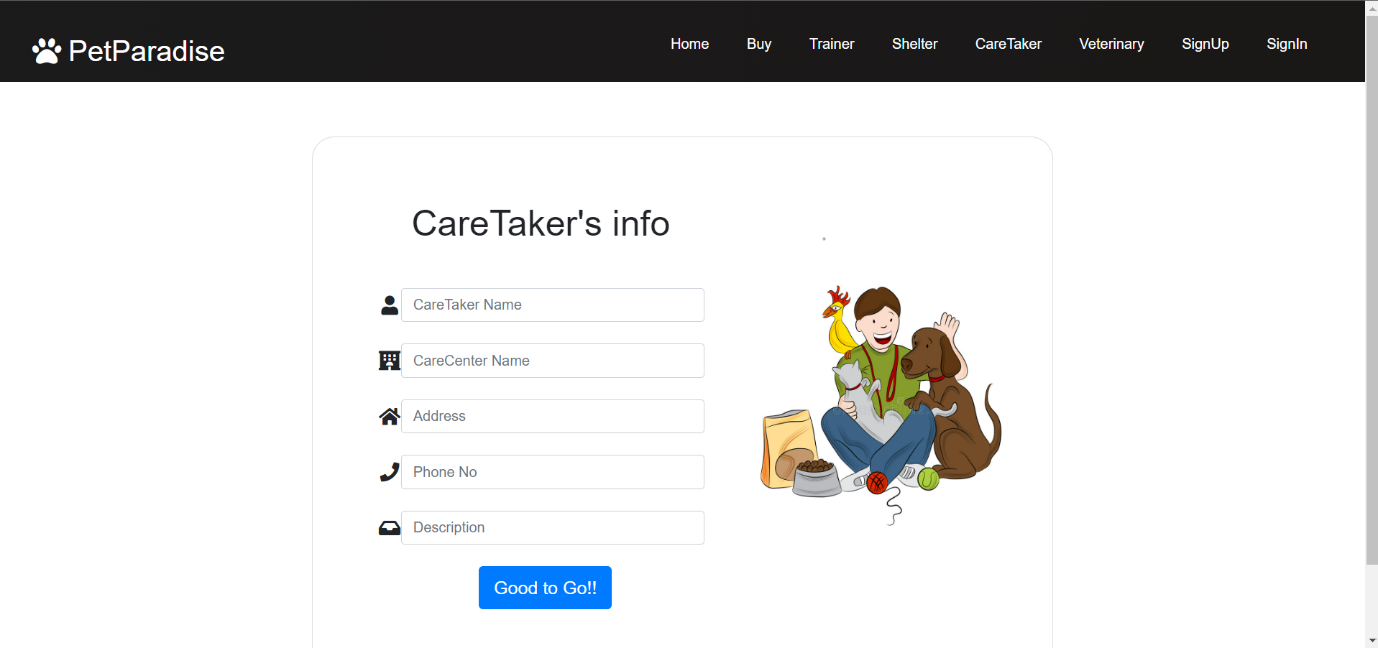 PetParadise Home Buy Trainer Shelter CareTaker Veterinary SignUp SignIn
CareTaker's info
CareTaker Name
CareCenter Name
Address
Phone No
Description
Good to Go!!